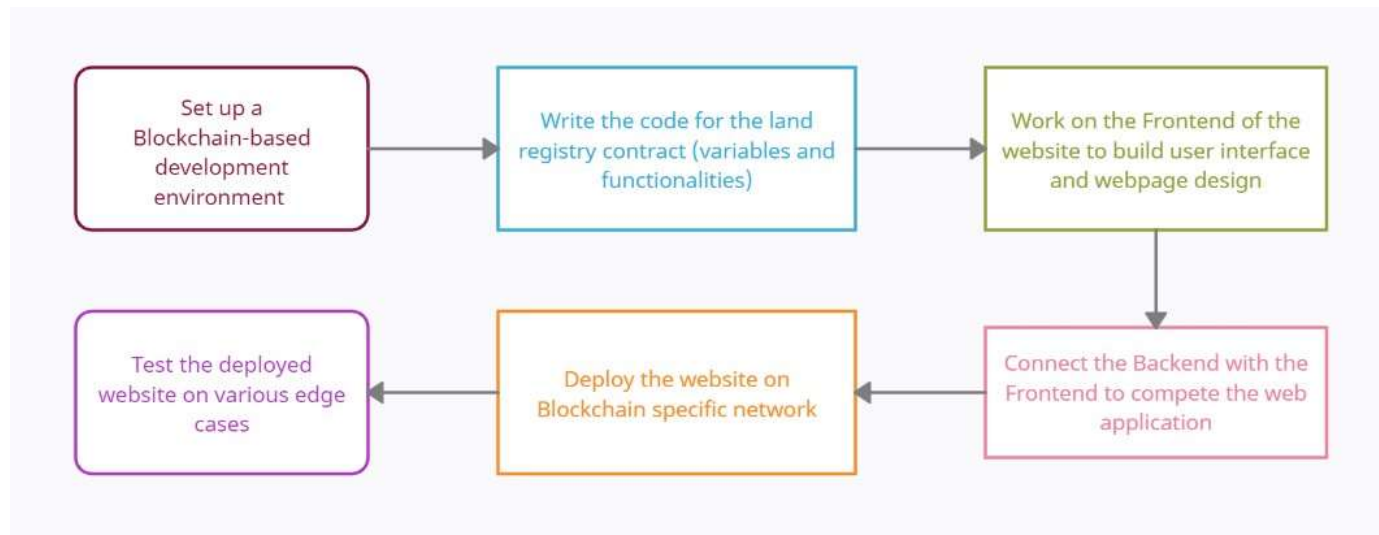 Set up a
Blockchain-based
development
environment
Write the code for the land
registry contract (variables and
functionalities)
Work on the Frontend of the
website to build user interface
and webpage design
Connect the Backend with the
Frontend to compete the web
application
Deploy the website on
Blockchain specific network
Test the deployed
website on various edge
cases